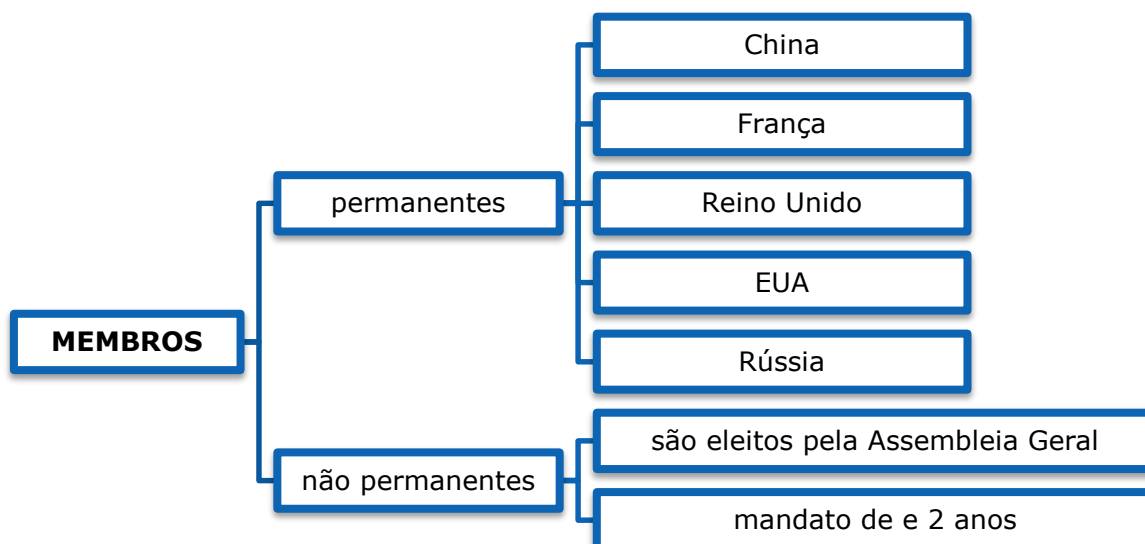 MEMBROS
permanentes
China
França
Reino Unido
EUA
Rússia
não permanentes
são eleitos pela Assembleia Geral
mandato de e 2 anos